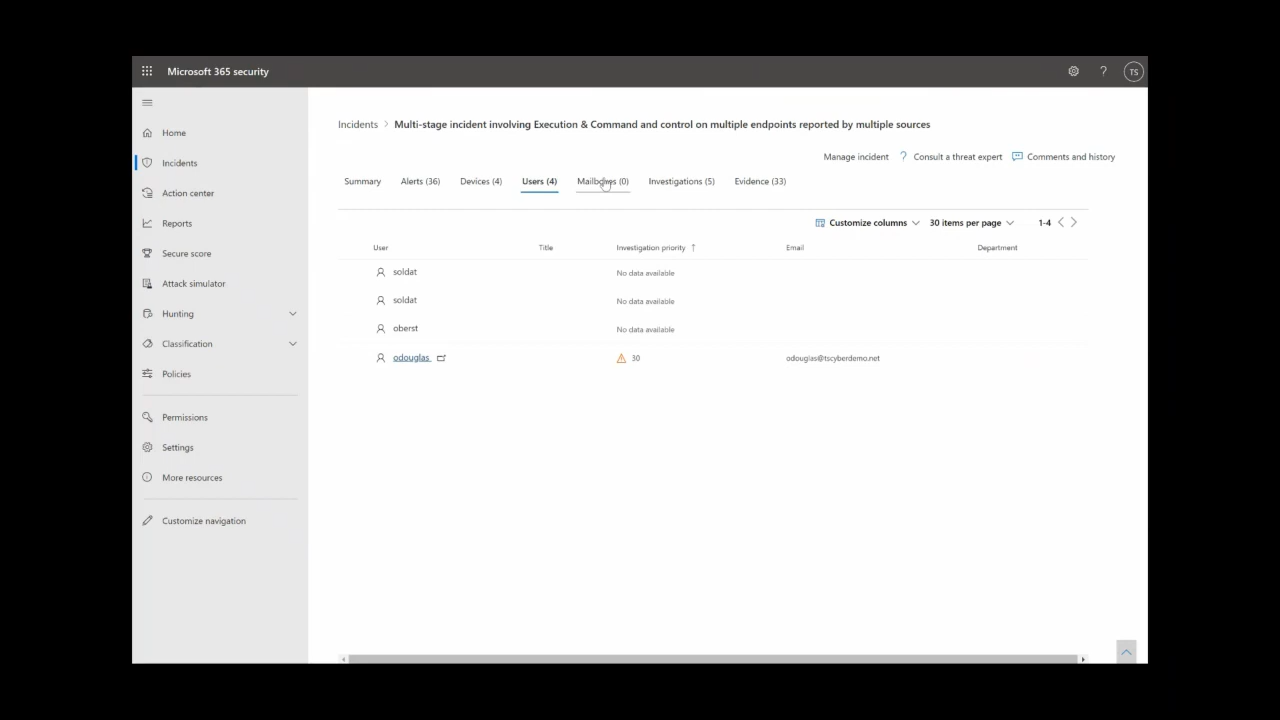 Microsoft 365 security
? TS
Home
Incidents
Action center
Reports
Secure score
Attack simulator
Hunting
Classification
Policies
Permissions
Settings
More resources
Customize navigation
Incidents > Multi-stage incident involving Execution & Command and control on multiple endpoints reported by multiple sources
Manage incident ? Consult a threat expert Comments and history
Summary Alerts (36) Devices (4) Users (4) Mailboxes (0) Investigations (5) Evidence (33)
Customize columns 30 items per page 1-4
User Title Investigation priority ↑ Email Department
soldat No data available
soldat No data available
oberst No data available
odouglas 30 odouglas@tscyberdemo.net